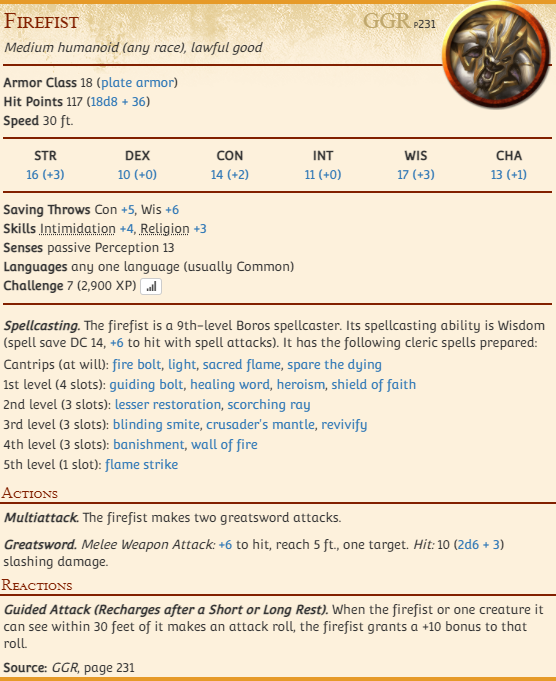 Firefist GGR p231
Medium humanoid (any race), lawful good
Armor Class 18 (plate armor)
Hit Points 117 (18d8 + 36)
Speed 30 ft.
STR DEX CON INT WIS CHA
16 (+3) 10 (+0) 14 (+2) 11 (+0) 17 (+3) 13 (+1)
Saving Throws Con +5, Wis +6
Skills Intimidation +4, Religion +3
Senses passive Perception 13
Languages any one language (usually Common)
Challenge 7 (2,900 XP)
Spellcasting. The firefist is a 9th-level Boros spellcaster. Its spellcasting ability is Wisdom
(spell save DC 14, +6 to hit with spell attacks). It has the following cleric spells prepared:
Cantrips (at will): fire bolt, light, sacred flame, spare the dying
1st level (4 slots): guiding bolt, healing word, heroism, shield of faith
2nd level (3 slots): lesser restoration, scorching ray
3rd level (3 slots): blinding smite, crusader's mantle, revivify
4th level (3 slots): banishment, wall of fire
5th level (1 slot): flame strike
Actions
Multiattack. The firefist makes two greatsword attacks.
Greatsword. Melee Weapon Attack: +6 to hit, reach 5 ft., one target. Hit: 10 (2d6 + 3)
slashing damage.
Reactions
Guided Attack (Recharges after a Short or Long Rest). When the firefist or one creature it
can see within 30 feet of it makes an attack roll, the firefist grants a +10 bonus to that
roll.
Source: GGR, page 231